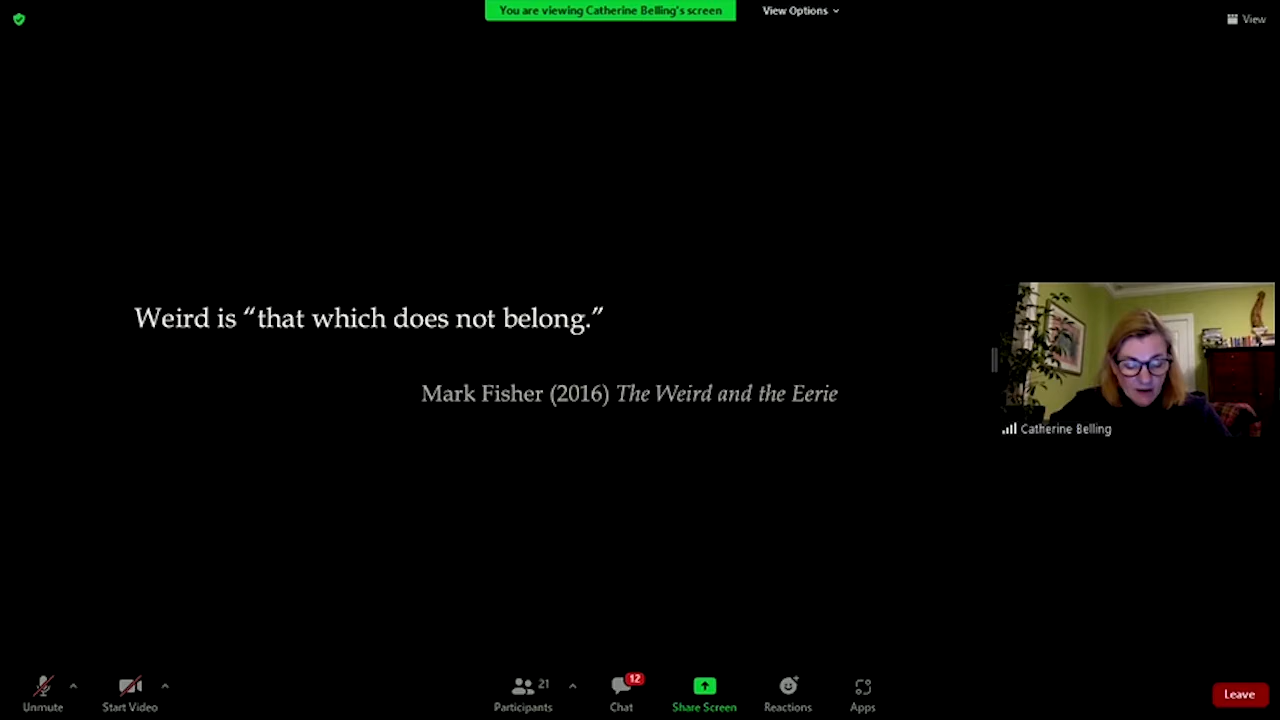 You are viewing Catherine Belling's screen
View Options
View
Weird is “that which does not belong.”
Mark Fisher (2016) The Weird and the Eerie
Catherine Belling
Unmute
Start Video
21
Participants
12
Chat
Share Screen
Reactions
Apps
Leave